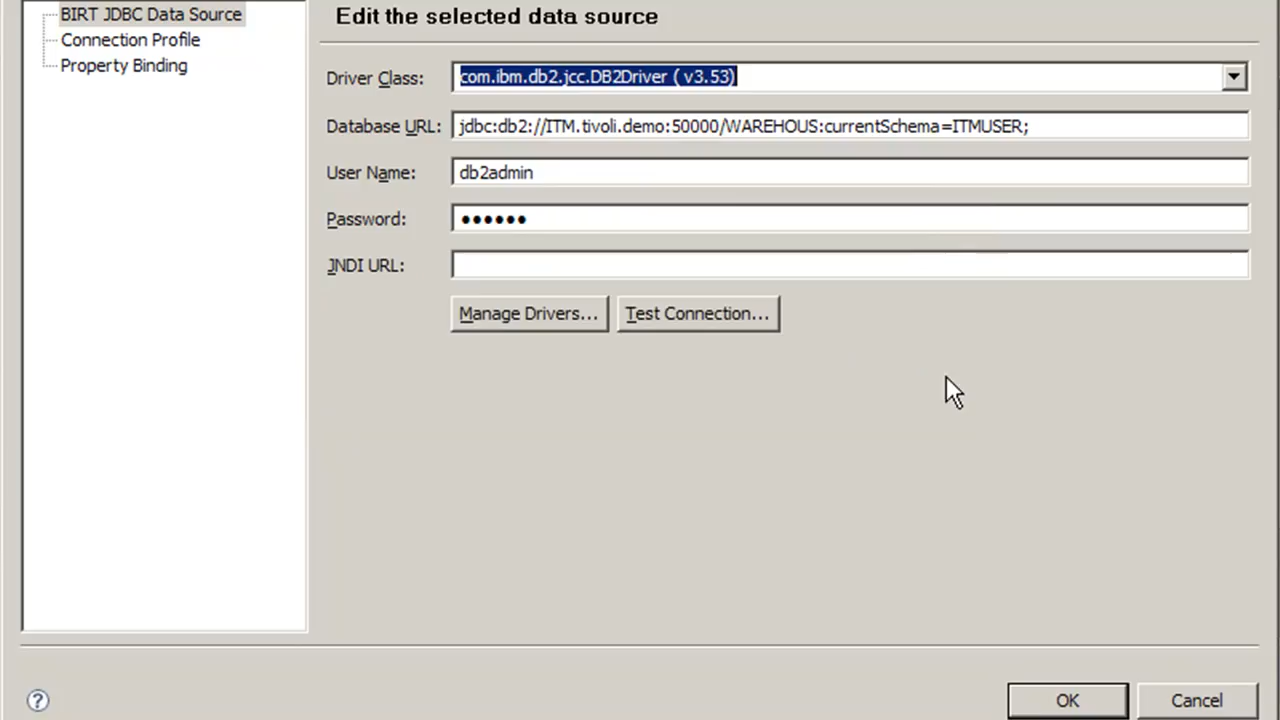 BIRT JDBC Data Source
Connection Profile
Property Binding
Edit the selected data source
Driver Class: com.ibm.db2.jcc.DB2Driver ( v3.53)
Database URL: jdbc:db2://ITM.tivoli.demo:50000/WAREHOUS:currentSchema=ITMUSER;
User Name: db2admin
Password: ●●●●●●
JNDI URL:
Manage Drivers... Test Connection...
? OK Cancel